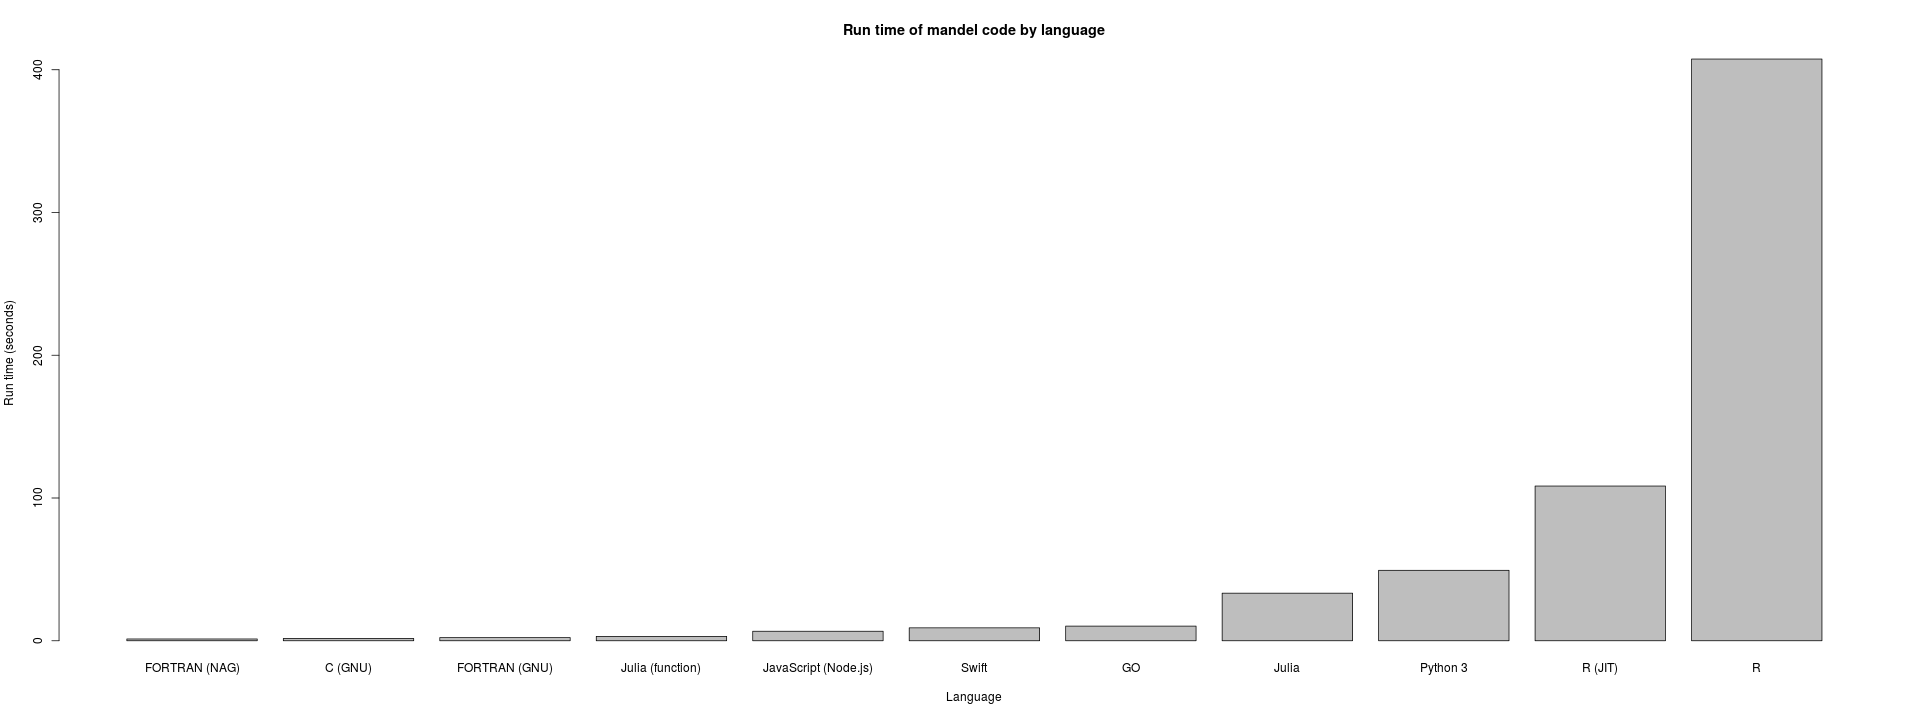 Run time of mandel code by language
Run time (seconds)
400
300
200
100
0
FORTRAN (NAG) C (GNU) FORTRAN (GNU) Julia (function) JavaScript (Node.js) Swift GO Julia Python 3 R (JIT) R
Language